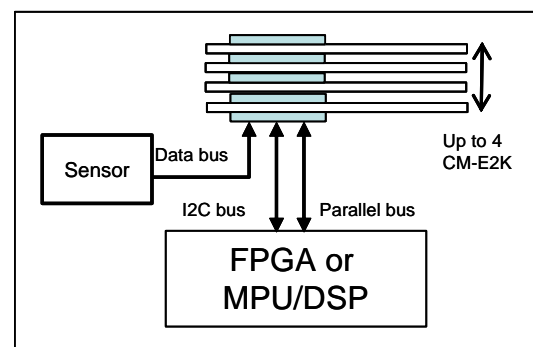 Up to 4
CM-E2K
Sensor
Data bus
I2C bus
Parallel bus
FPGA or
MPU/DSP